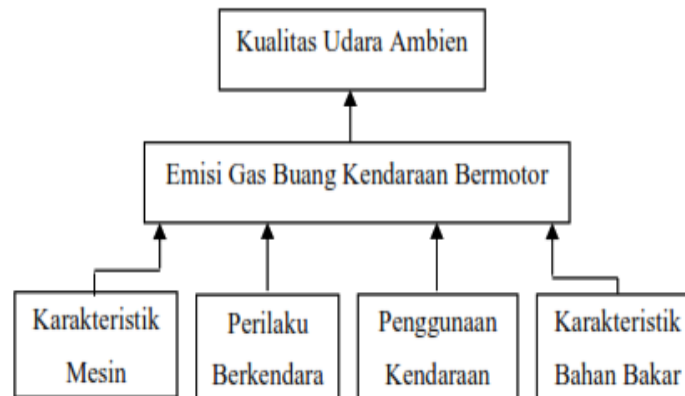 Kualitas Udara Ambien
Emisi Gas Buang Kendaraan Bermotor
Karakteristik
Mesin
Perilaku
Berkendara
Penggunaan
Kendaraan
Karakteristik
Bahan Bakar